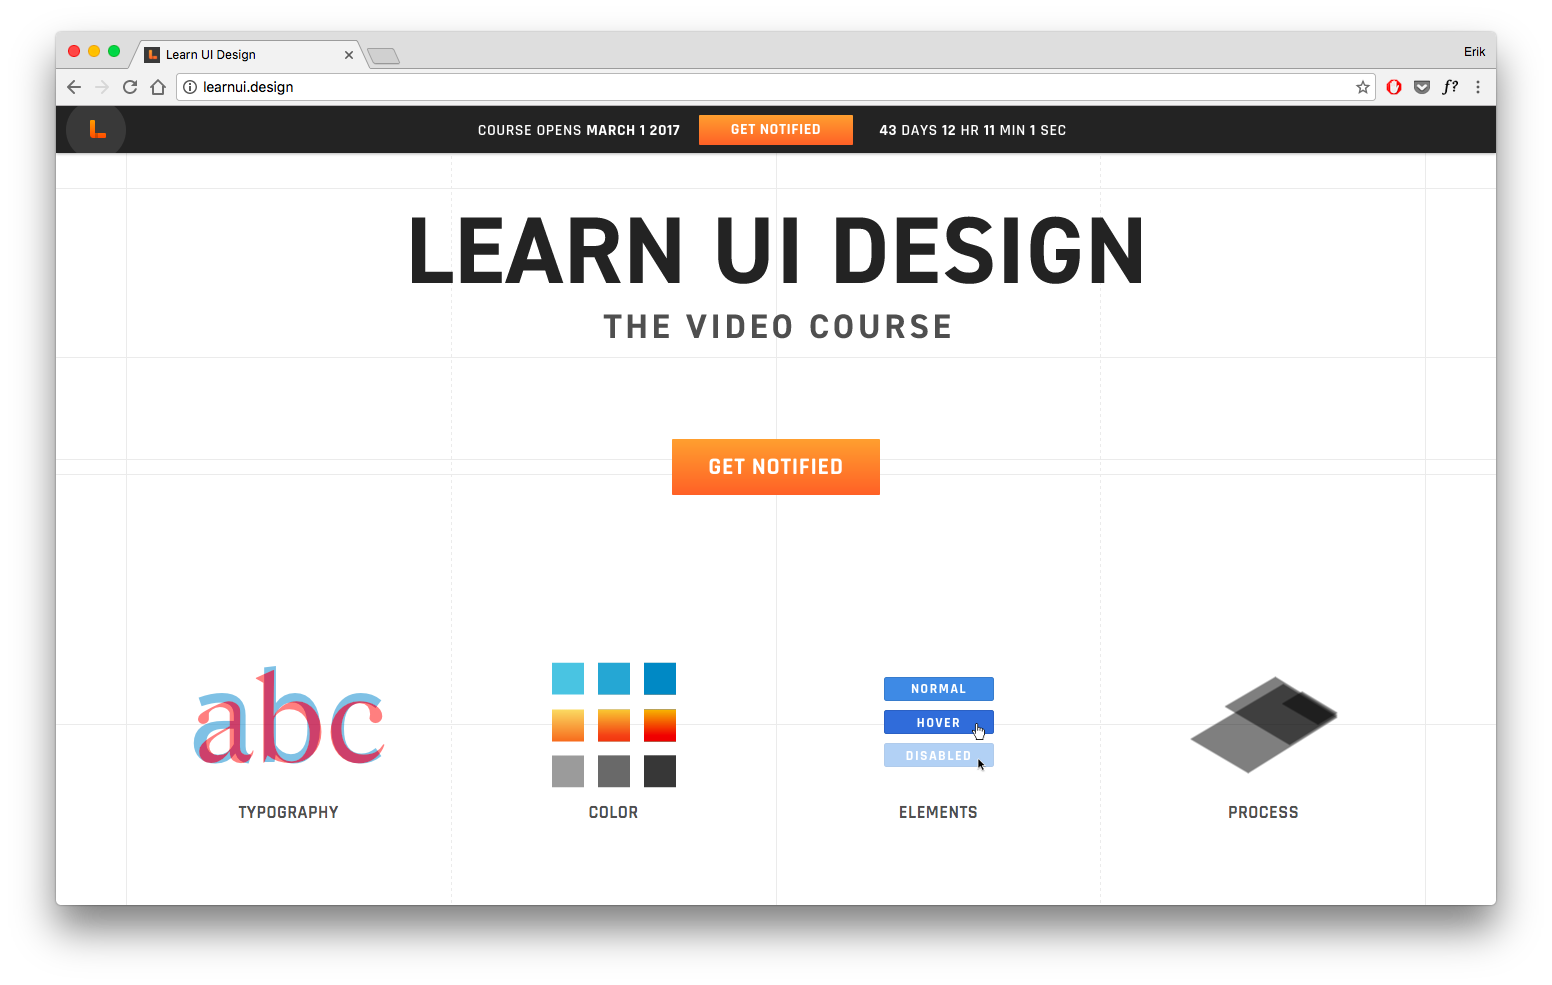 Learn UI Design
Erik
learnui.design
f?
L
COURSE OPENS MARCH 1 2017
GET NOTIFIED
43 DAYS 12 HR 11 MIN 1 SEC
LEARN UI DESIGN
THE VIDEO COURSE
GET NOTIFIED
abc
NORMAL
HOVER
DISABLED
TYPOGRAPHY
COLOR
ELEMENTS
PROCESS